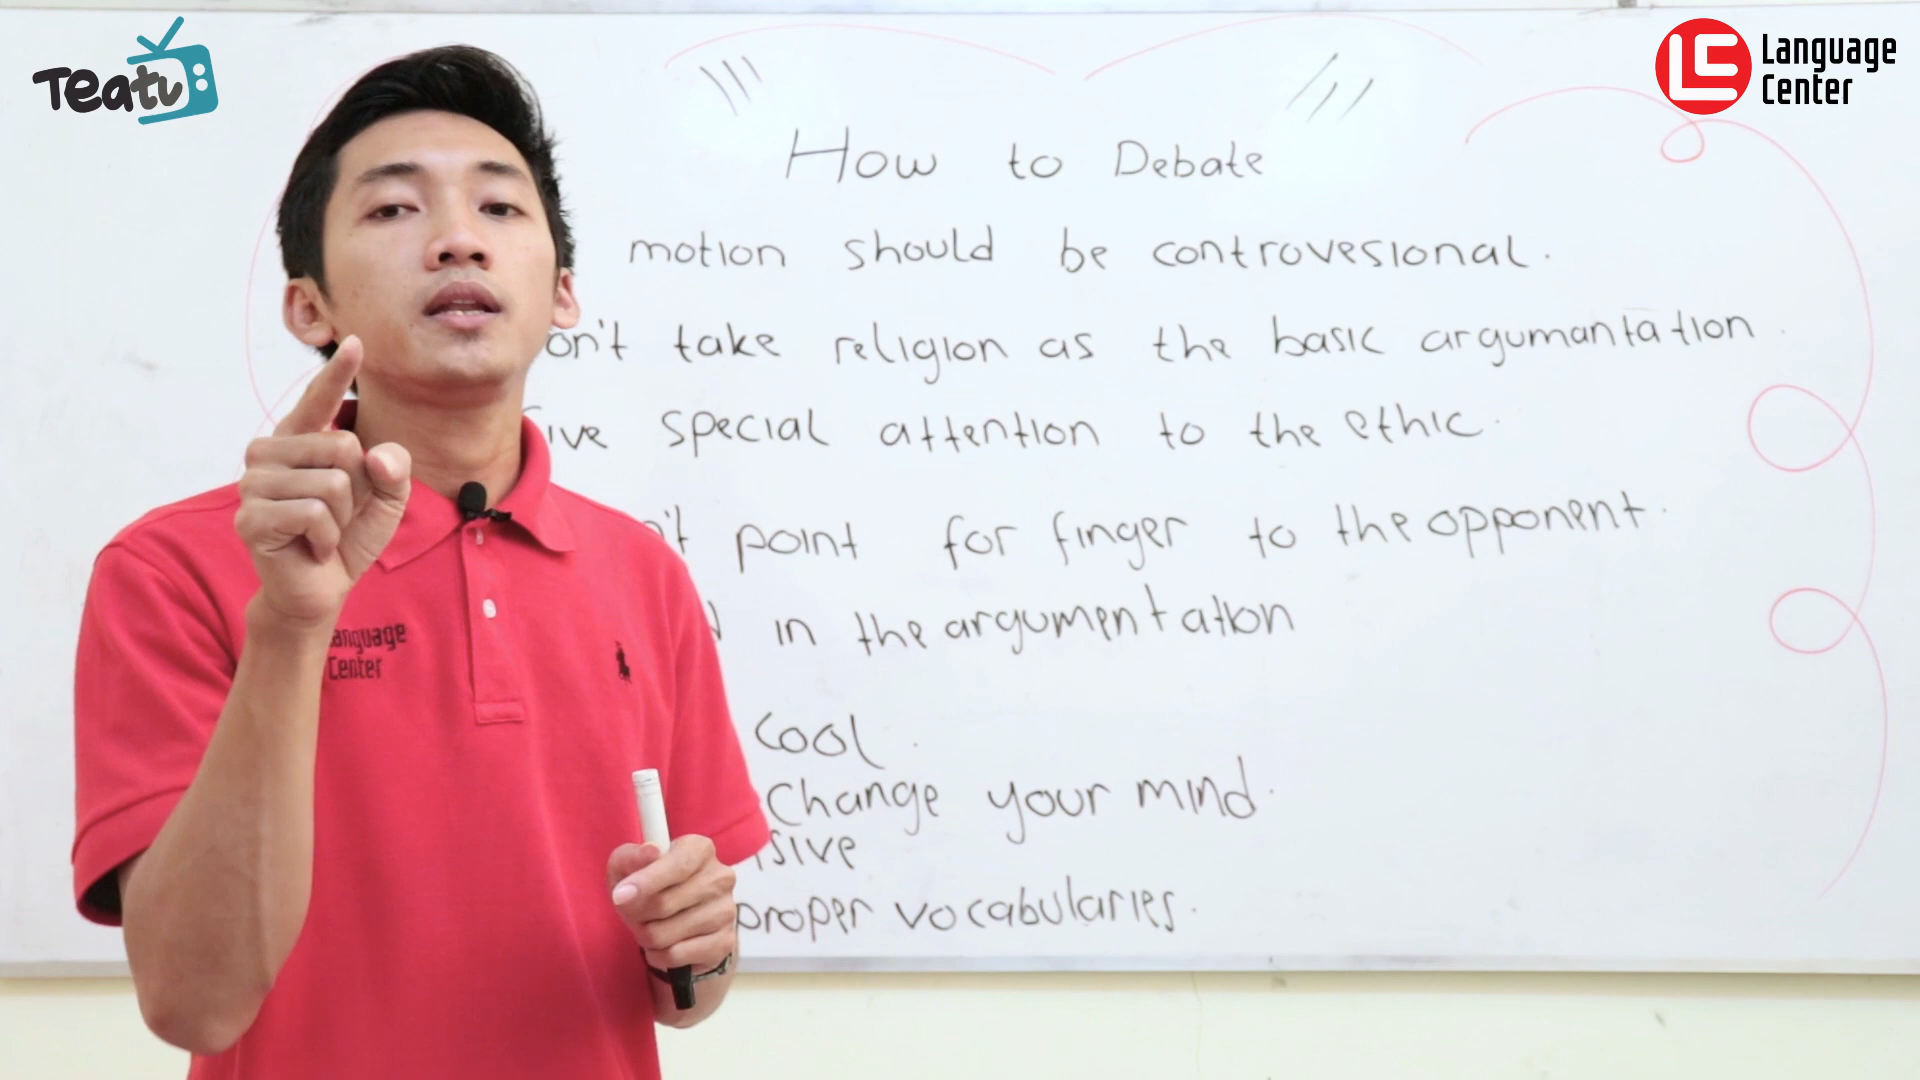 Teatv
Language
Center
How to Debate
motion should be controvesional.
on't take religion as the basic argumantation.
ive special attention to the ethic.
't point for finger to the opponent.
in the argumentation
cool.
change your mind.
sive
proper vocabularies.
Language
Center